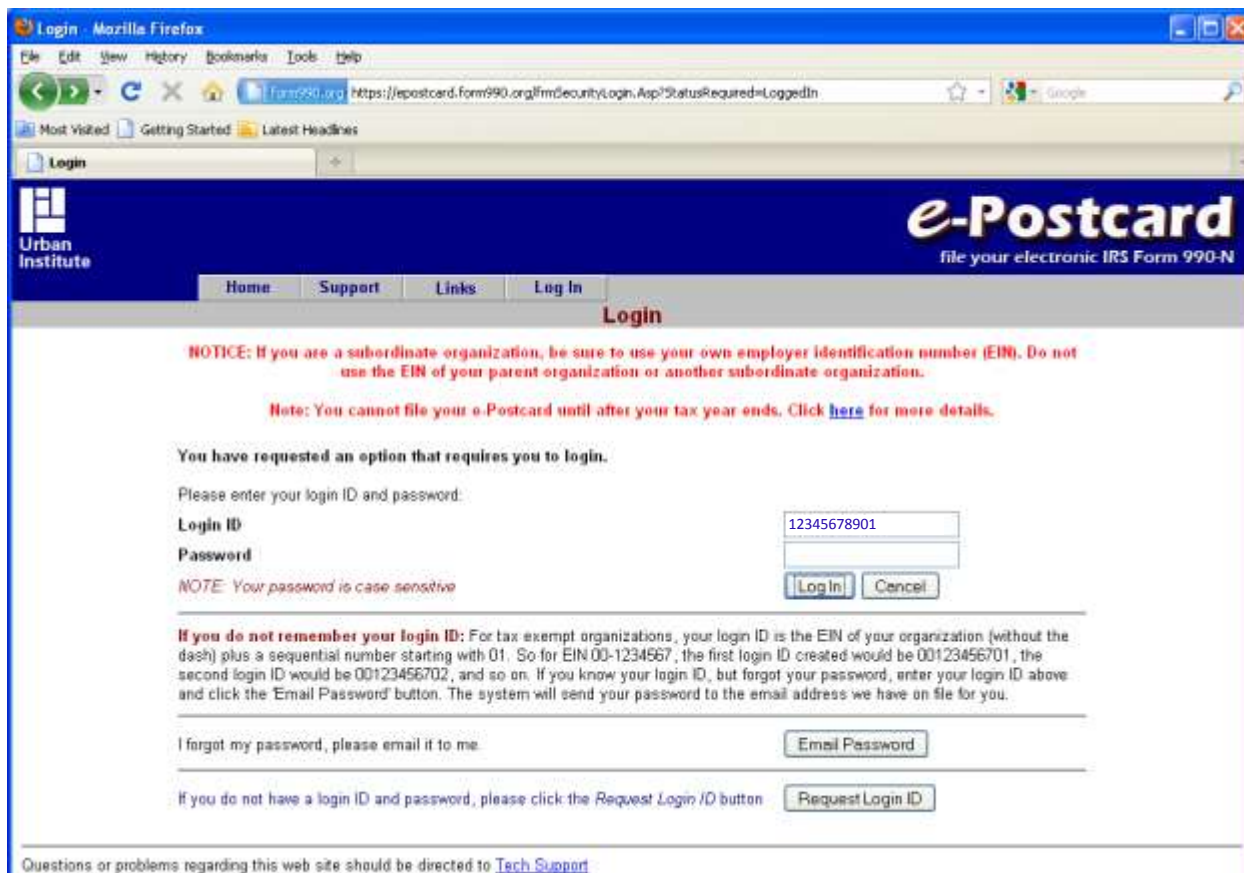 Login - Mozilla Firefox
File Edit View History Bookmarks Tools Help
form990.org https://epostcard.form990.org/frmSecurityLogin.Asp?StatusRequired=LoggedIn Google
Most Visited Getting Started Latest Headlines
Login
Urban
Institute
e-Postcard
file your electronic IRS Form 990-N
Home Support Links Log In
Login
NOTICE: If you are a subordinate organization, be sure to use your own employer identification number (EIN). Do not
use the EIN of your parent organization or another subordinate organization.
Note: You cannot file your e-Postcard until after your tax year ends. Click here for more details.
You have requested an option that requires you to login.
Please enter your login ID and password:
Login ID 12345678901
Password
NOTE: Your password is case sensitive Log In Cancel
If you do not remember your login ID: For tax exempt organizations, your login ID is the EIN of your organization (without the
dash) plus a sequential number starting with 01. So for EIN 00-1234567, the first login ID created would be 00123456701, the
second login ID would be 00123456702, and so on. If you know your login ID, but forgot your password, enter your login ID above
and click the 'Email Password' button. The system will send your password to the email address we have on file for you.
I forgot my password, please email it to me. Email Password
If you do not have a login ID and password, please click the Request Login ID button Request Login ID
Questions or problems regarding this web site should be directed to Tech Support